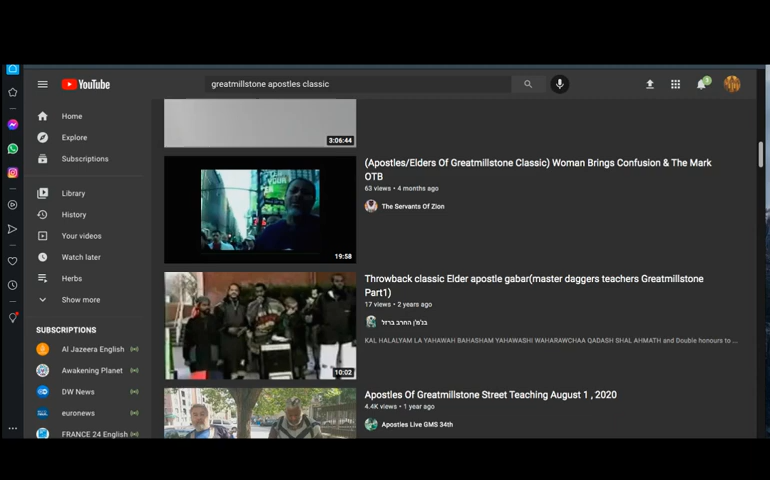 YouTube
greatmillstone apostles classic
3
Home
Explore
Subscriptions
Library
History
Your videos
Watch later
Herbs
Show more
SUBSCRIPTIONS
Al Jazeera English
Awakening Planet
DW News
euronews
FRANCE 24 English
3:06:44
(Apostles/Elders Of Greatmillstone Classic) Woman Brings Confusion & The Mark
OTB
63 views • 4 months ago
The Servants Of Zion
19:58
Throwback classic Elder apostle gabar(master daggers teachers Greatmillstone
Part1)
17 views • 2 years ago
KAL HALALYAM LA YAHAWAH BAHASHAM YAHAWASHI WAHARAWCHAA QADASH SHAL AHMATH and Double honours to ...
10:02
Apostles Of Greatmillstone Street Teaching August 1 , 2020
4.4K views • 1 year ago
Apostles Live GMS 34th